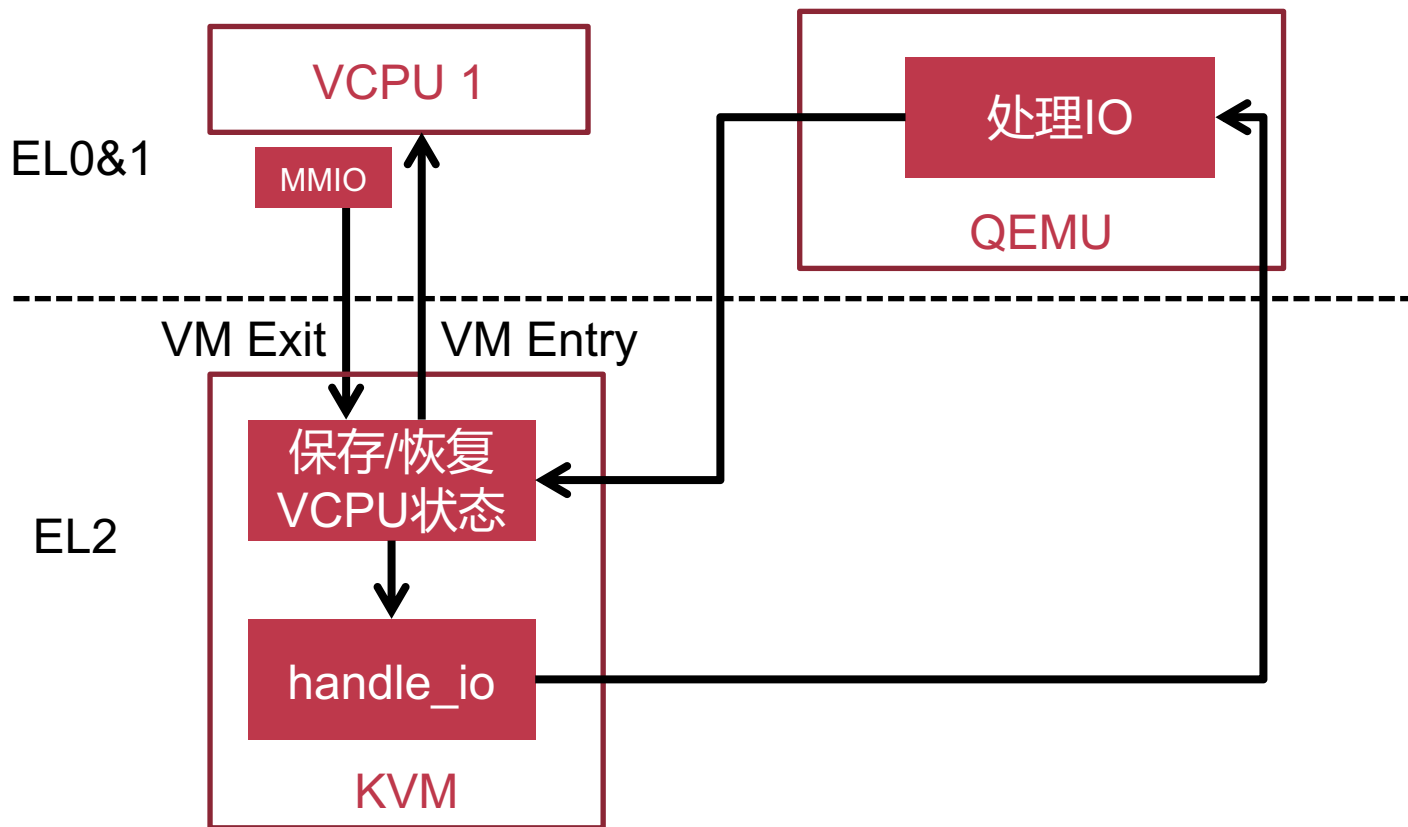 VCPU 1
处理IO
EL0&1
MMIO
QEMU
VM Exit
VM Entry
保存/恢复
VCPU状态
EL2
handle_io
KVM